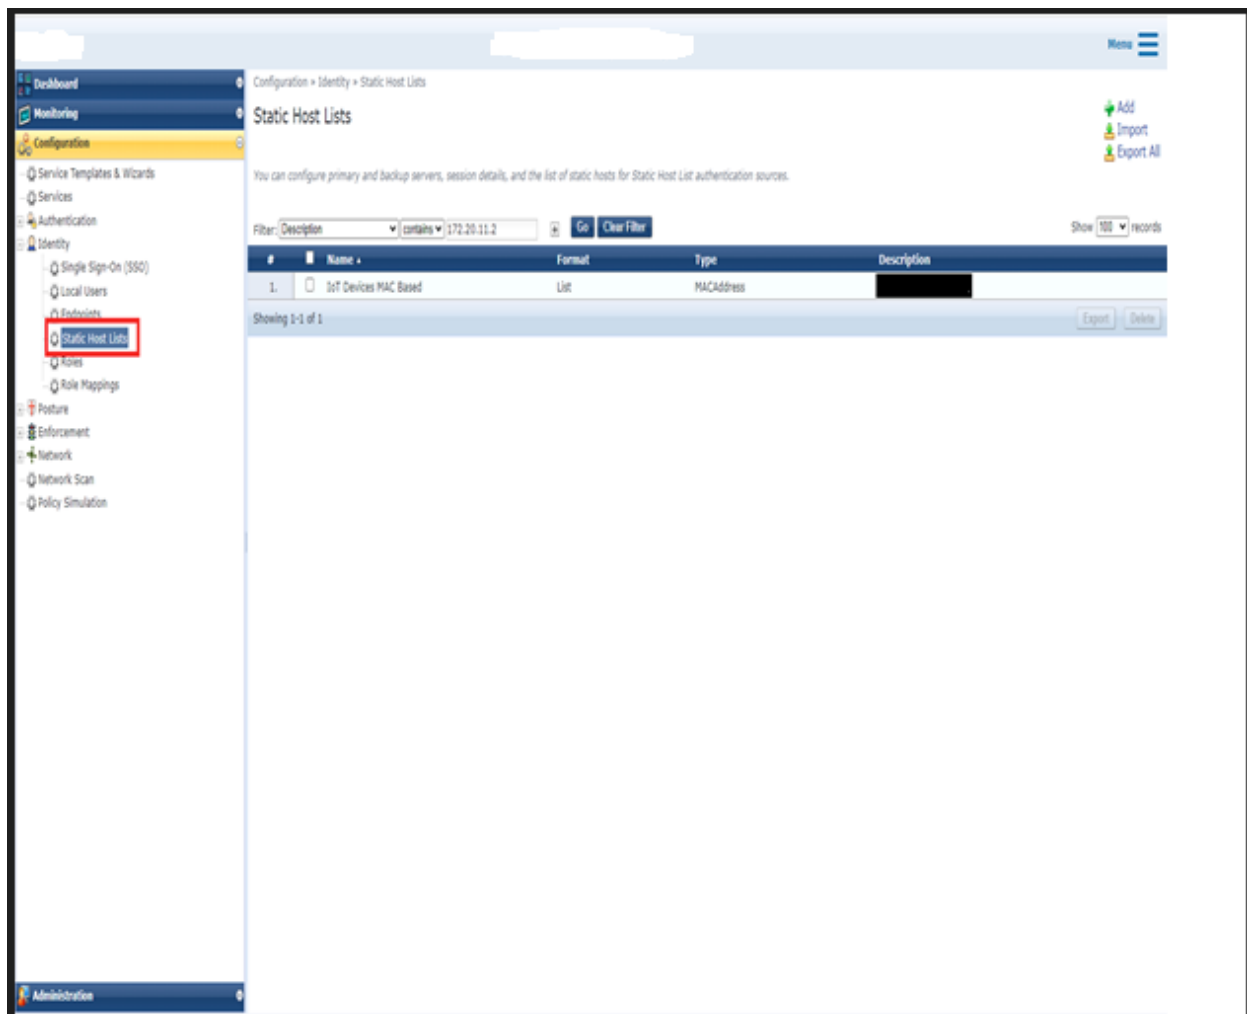 Menu
Dashboard
Monitoring
Configuration
Service Templates & Wizards
Services
Authentication
Identity
Single Sign-On (SSO)
Local Users
Endpoints
Static Host Lists
Roles
Role Mappings
Posture
Enforcement
Network
Network Scan
Policy Simulation
Administration
Configuration » Identity » Static Host Lists
Static Host Lists
Add
Import
Export All
You can configure primary and backup servers, session details, and the list of static hosts for Static Host List authentication sources.
Filter: Description contains 172.20.11.2 Go Clear Filter Show 100 records
# Name Format Type Description
1. IoT Devices MAC Based List MACAddress
Showing 1-1 of 1 Export Delete